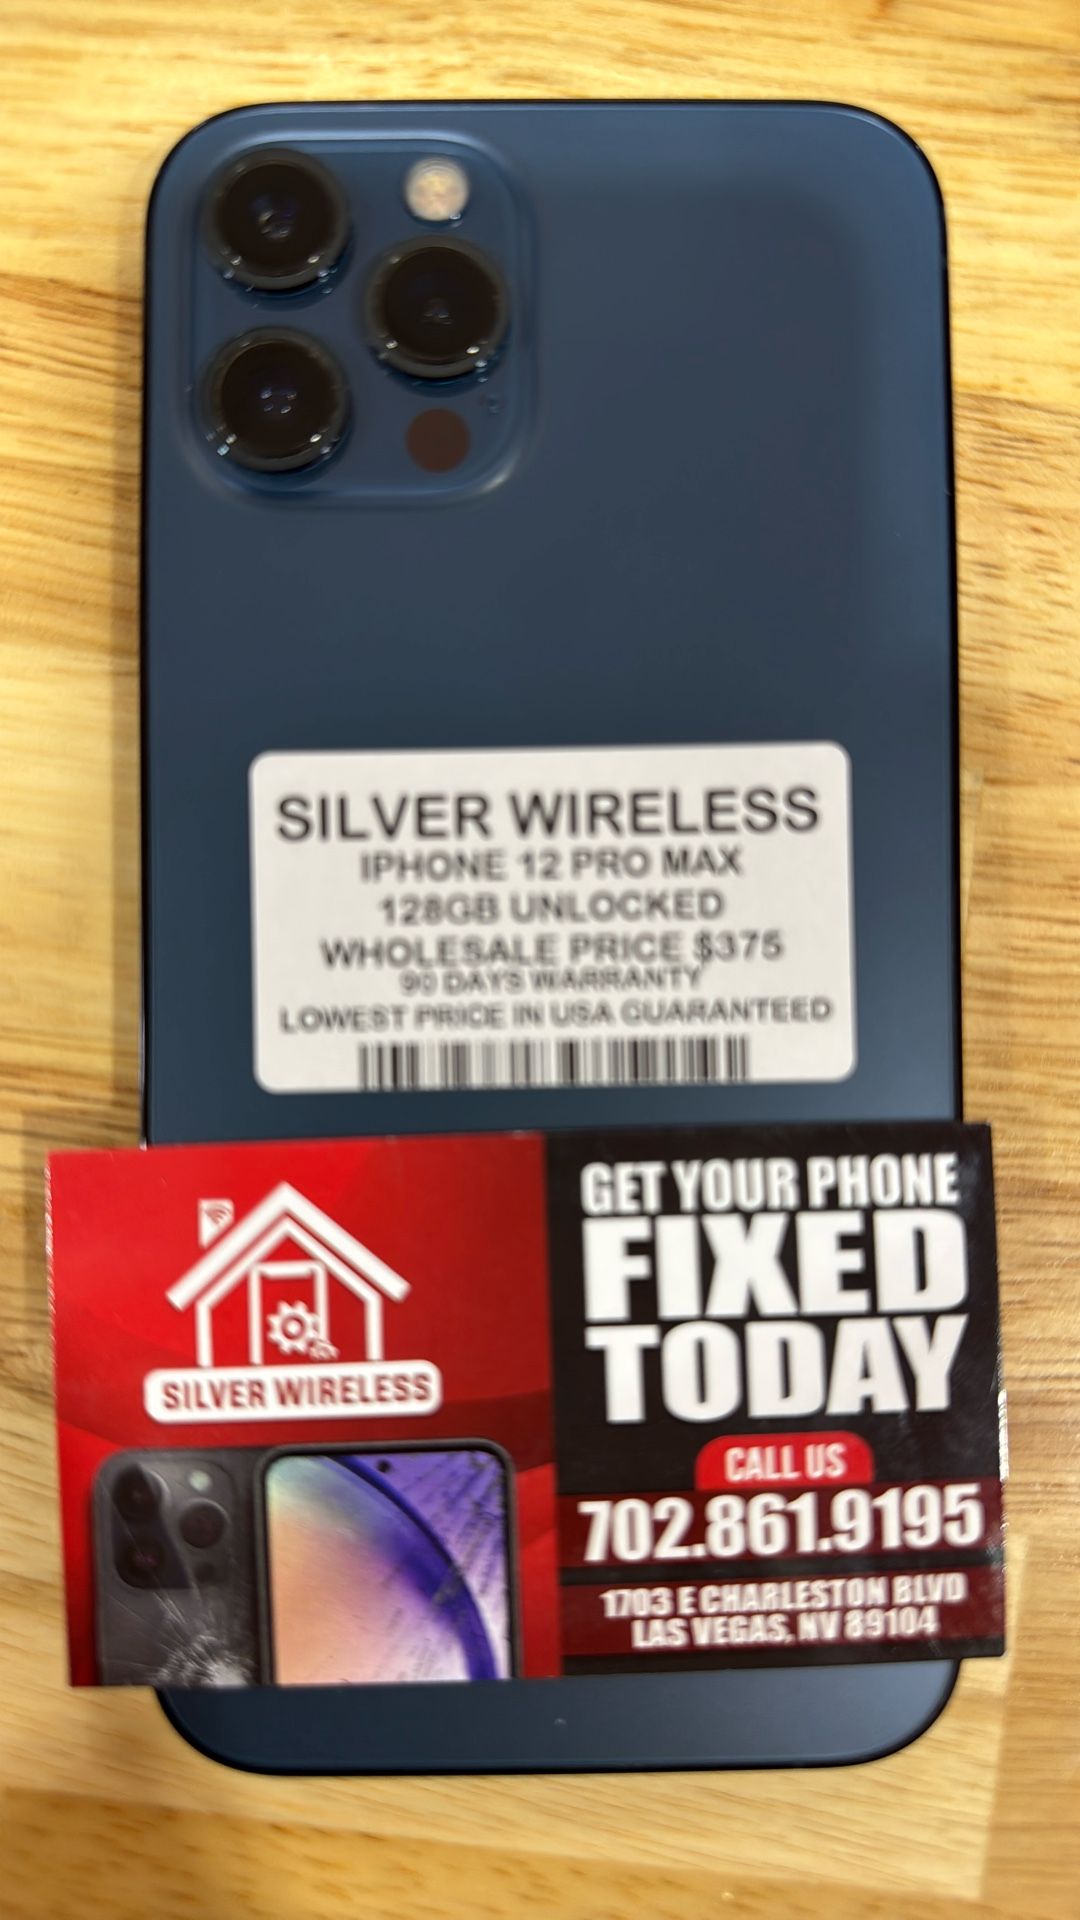 SILVER WIRELESS
IPHONE 12 PRO MAX
128GB UNLOCKED
WHOLESALE PRICE $375
90 DAYS WARRANTY
LOWEST PRICE IN USA GUARANTEED
SILVER WIRELESS
GET YOUR PHONE
FIXED
TODAY
CALL US
702.861.9195
1703 E CHARLESTON BLVD
LAS VEGAS, NV 89104